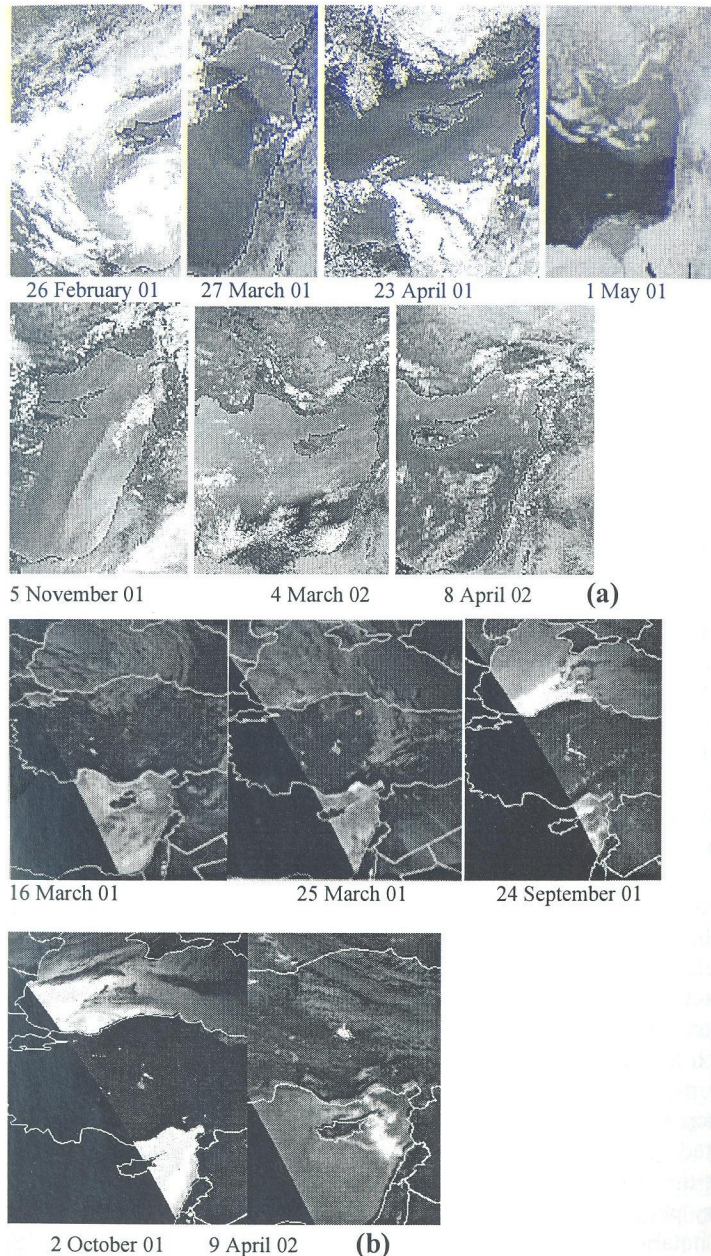 26 February 01 27 March 01 23 April 01 1 May 01
5 November 01 4 March 02 8 April 02 (a)
16 March 01 25 March 01 24 September 01
2 October 01 9 April 02 (b)